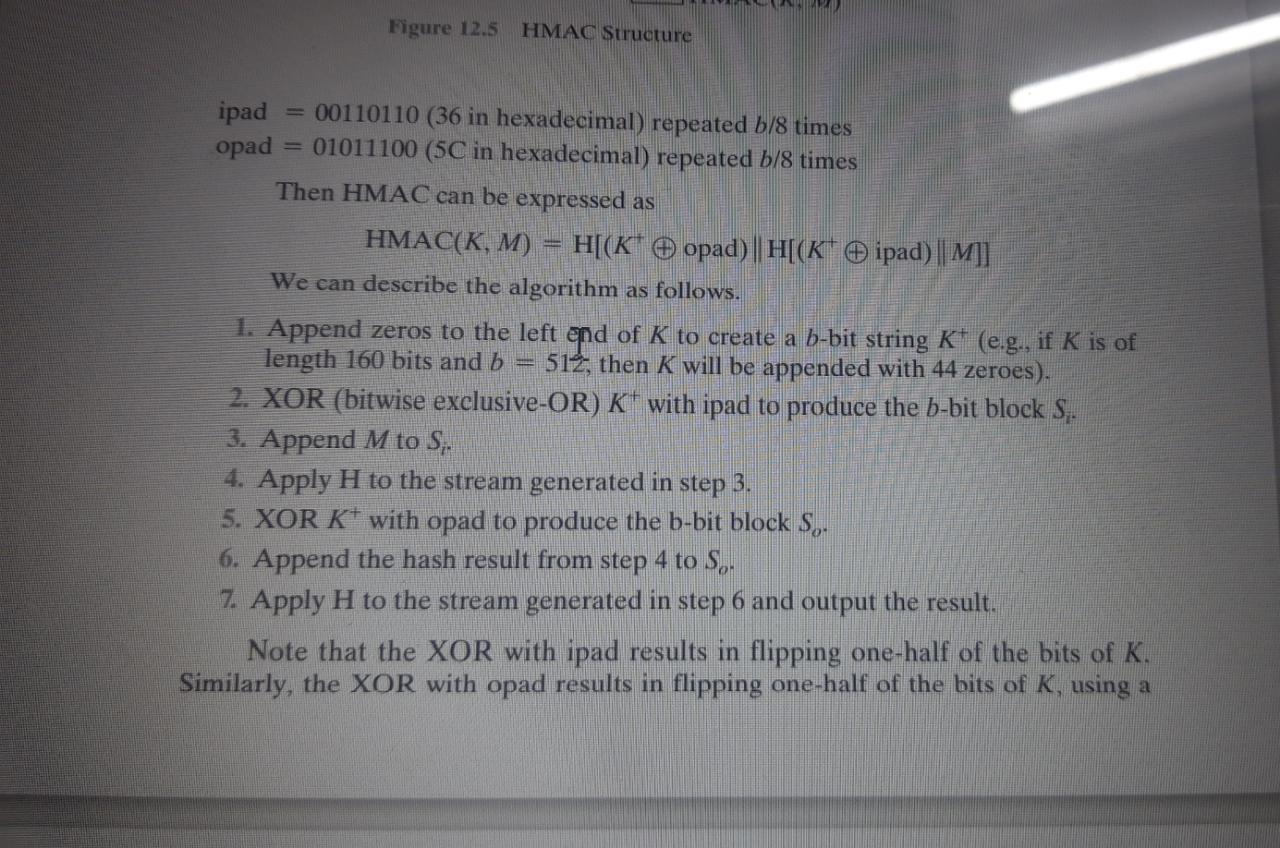 Figure 12.5 HMAC Structure
ipad = 00110110 (36 in hexadecimal) repeated b/8 times
opad = 01011100 (5C in hexadecimal) repeated b/8 times
Then HMAC can be expressed as
HMAC(K, M) = H[(K⁺ ⊕ opad) || H[(K⁺ ⊕ ipad) || M]]
We can describe the algorithm as follows.
1. Append zeros to the left end of K to create a b-bit string K⁺ (e.g., if K is of
length 160 bits and b = 512, then K will be appended with 44 zeroes).
2. XOR (bitwise exclusive-OR) K⁺ with ipad to produce the b-bit block Sᵢ.
3. Append M to Sᵢ.
4. Apply H to the stream generated in step 3.
5. XOR K⁺ with opad to produce the b-bit block Sₒ.
6. Append the hash result from step 4 to Sₒ.
7. Apply H to the stream generated in step 6 and output the result.
Note that the XOR with ipad results in flipping one-half of the bits of K.
Similarly, the XOR with opad results in flipping one-half of the bits of K, using a